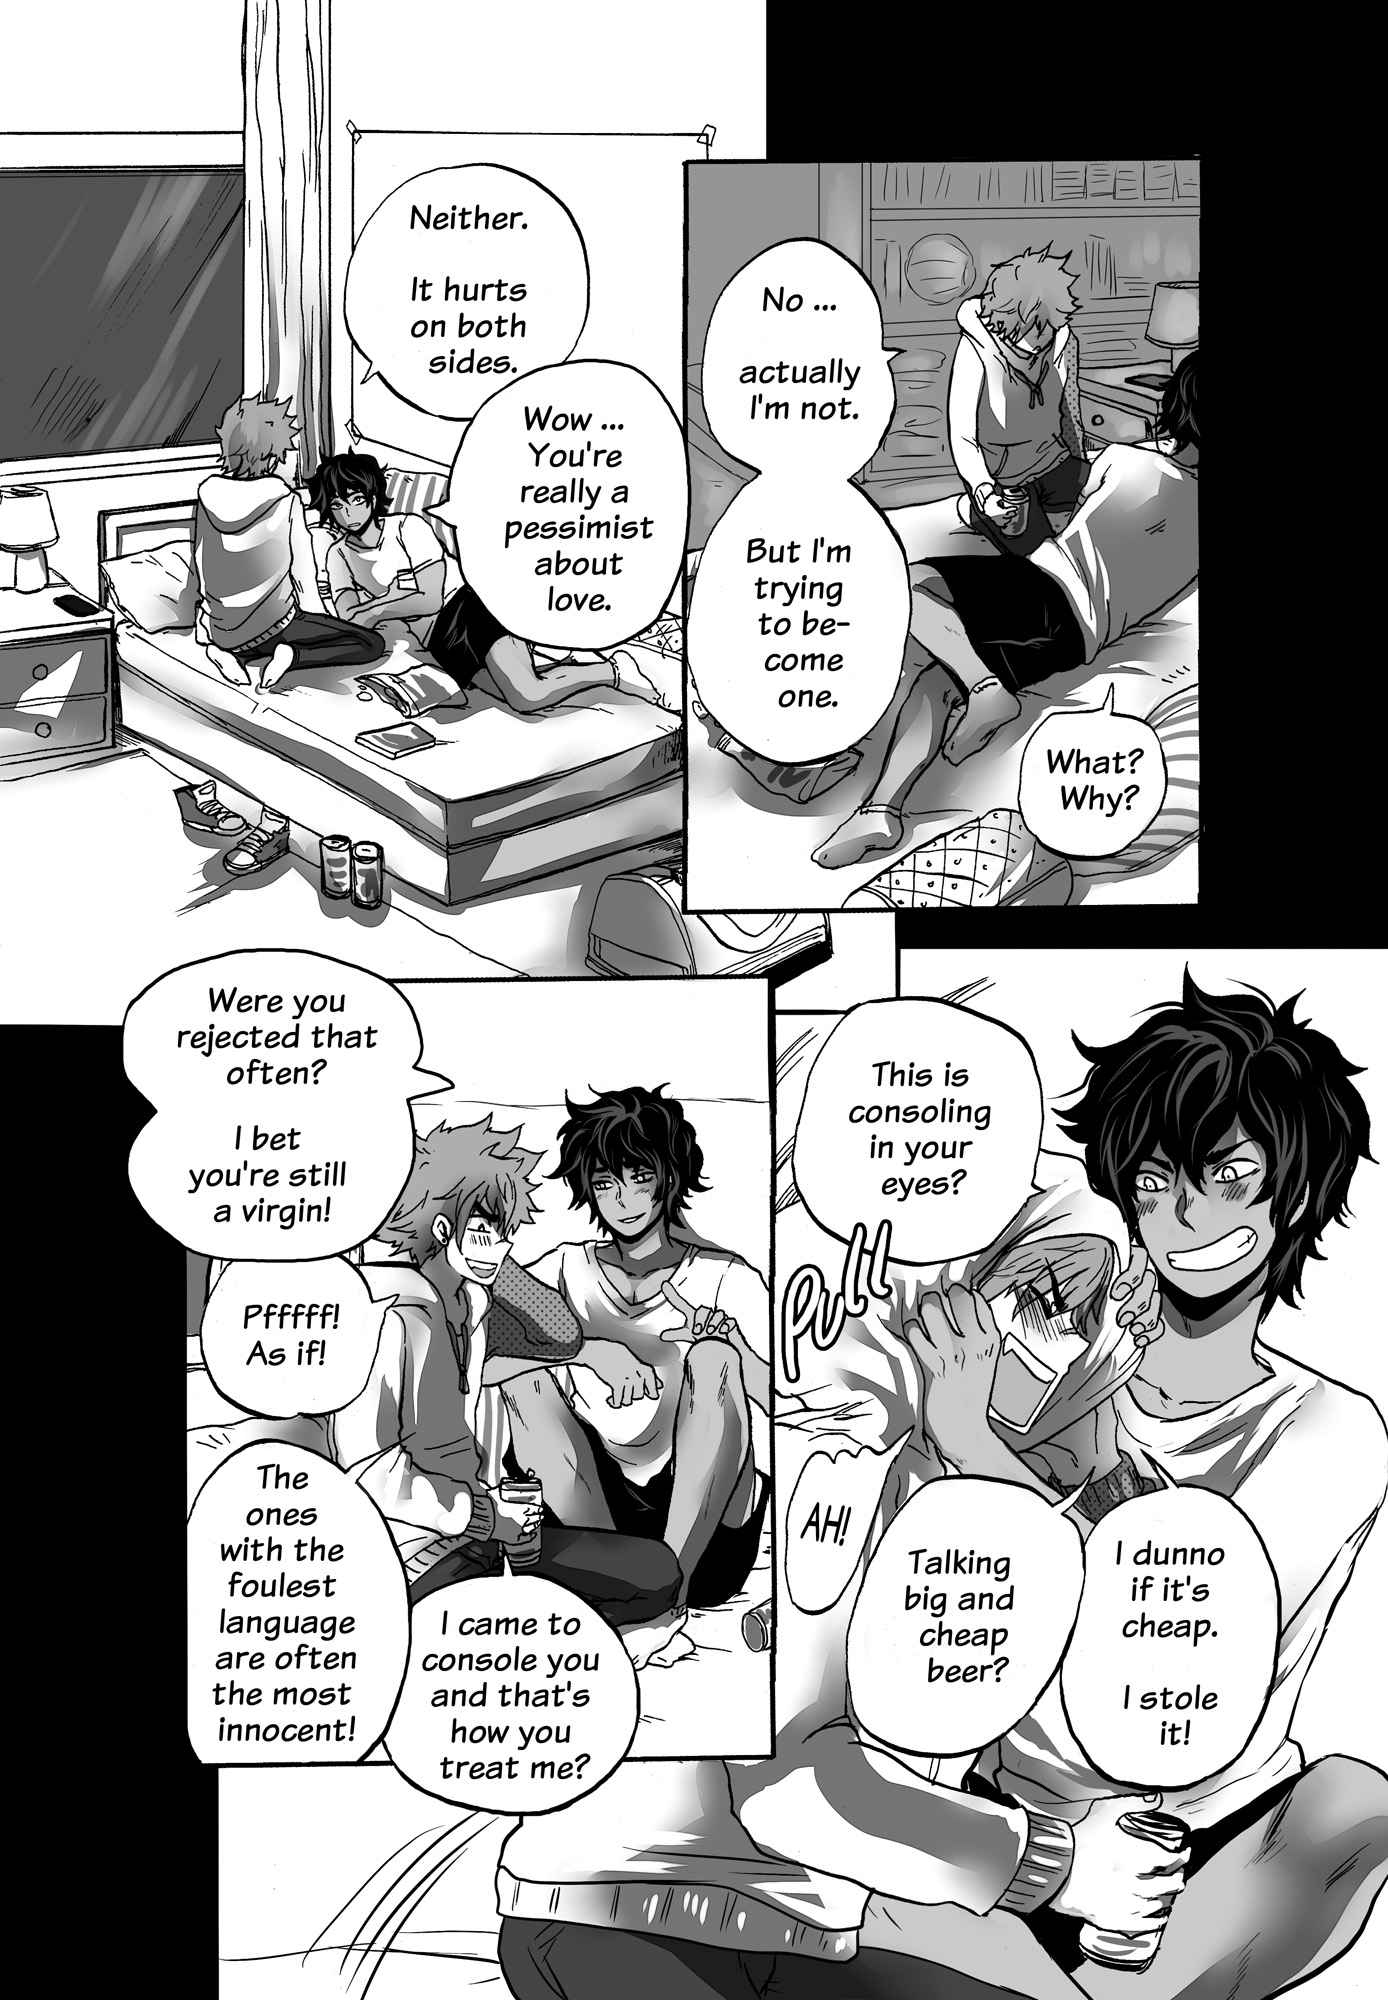 Neither.
It hurts
on both
sides.
Wow ...
You're
really a
pessimist
about
love.
No ...
actually
I'm not.
But I'm
trying
to be-
come
one.
What?
Why?
Were you
rejected that
often?
I bet
you're still
a virgin!
Pfffff!
As if!
The
ones
with the
foulest
language
are often
the most
innocent!
I came to
console you
and that's
how you
treat me?
This is
consoling
in your
eyes?
Pull
AH!
Talking
big and
cheap
beer?
I dunno
if it's
cheap.
I stole
it!